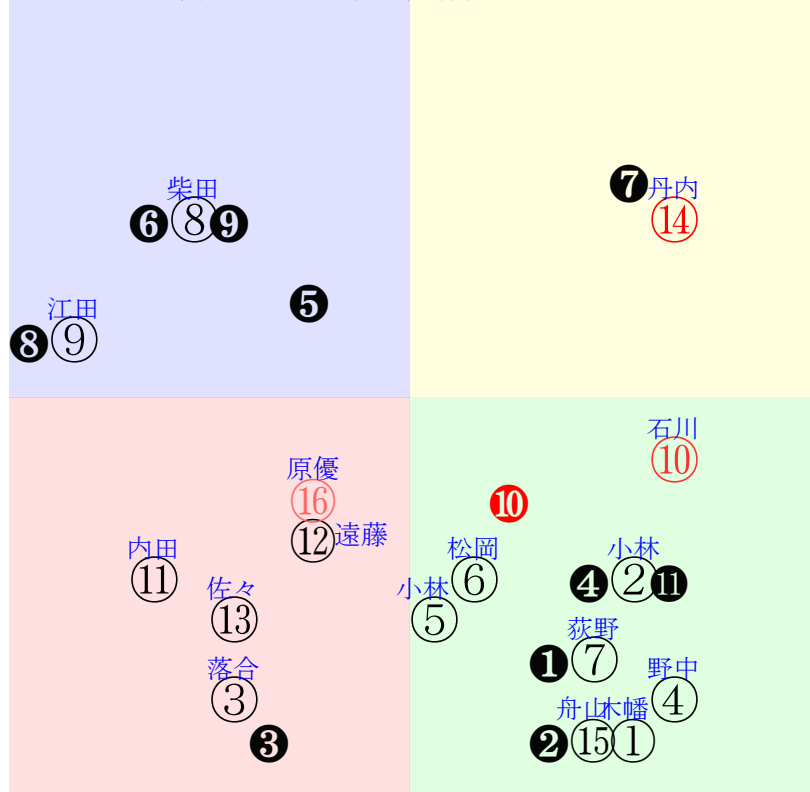 柴田
❼丹内
❻⑧❾
⑭
❺
江田
❽⑨
石川
原優
⑩
⑯
❿
⑫遠藤
内田
松岡
小林
⑪
⑥
❹②⓫
佐々
小林
⑬
⑤
荻野
❶⑦
落合
野中
③
④
舟山木幡
❸
❷⑮①